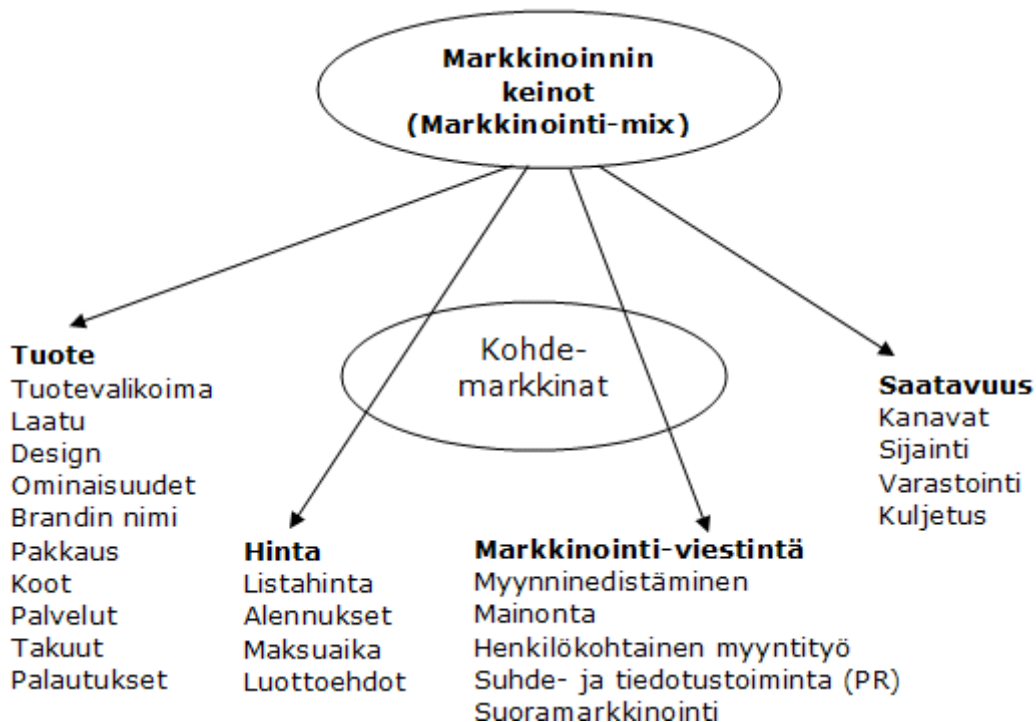 Markkinoinnin
keinot
(Markkinointi-mix)
Kohde-
markkinat
Tuote
Tuotevalikoima
Laatu
Design
Ominaisuudet
Brandin nimi
Pakkaus
Koot
Palvelut
Takuut
Palautukset
Hinta
Listahinta
Alennukset
Maksuaika
Luottoehdot
Markkinointi-viestintä
Myynninedistäminen
Mainonta
Henkilökohtainen myyntityö
Suhde- ja tiedotustoiminta (PR)
Suoramarkkinointi
Saatavuus
Kanavat
Sijainti
Varastointi
Kuljetus